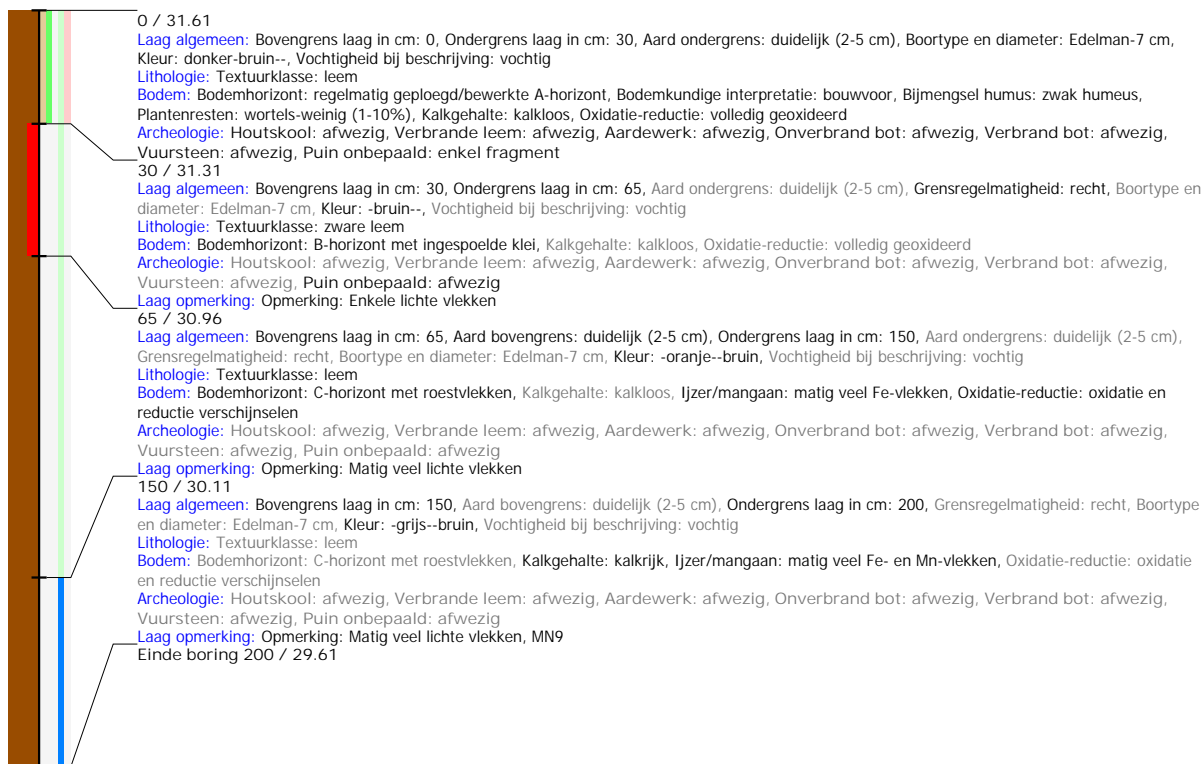 0 / 31.61
Laag algemeen: Bovengrens laag in cm: 0, Ondergrens laag in cm: 30, Aard ondergrens: duidelijk (2-5 cm), Boortype en diameter: Edelman-7 cm,
Kleur: donker-bruin--, Vochtigheid bij beschrijving: vochtig
Lithologie: Textuurklasse: leem
Bodem: Bodemhorizont: regelmatig geploegd/bewerkte A-horizont, Bodemkundige interpretatie: bouwvoor, Bijmengsel humus: zwak humeus,
Plantenresten: wortels-weinig (1-10%), Kalkgehalte: kalkloos, Oxidatie-reductie: volledig geoxideerd
Archeologie: Houtskool: afwezig, Verbrande leem: afwezig, Aardewerk: afwezig, Onverbrand bot: afwezig, Verbrand bot: afwezig,
Vuursteen: afwezig, Puin onbepaald: enkel fragment
30 / 31.31
Laag algemeen: Bovengrens laag in cm: 30, Ondergrens laag in cm: 65, Aard ondergrens: duidelijk (2-5 cm), Grensregelmatigheid: recht, Boortype en
diameter: Edelman-7 cm, Kleur: -bruin--, Vochtigheid bij beschrijving: vochtig
Lithologie: Textuurklasse: zware leem
Bodem: Bodemhorizont: B-horizont met ingespoelde klei, Kalkgehalte: kalkloos, Oxidatie-reductie: volledig geoxideerd
Archeologie: Houtskool: afwezig, Verbrande leem: afwezig, Aardewerk: afwezig, Onverbrand bot: afwezig, Verbrand bot: afwezig,
Vuursteen: afwezig, Puin onbepaald: afwezig
Laag opmerking: Opmerking: Enkele lichte vlekken
65 / 30.96
Laag algemeen: Bovengrens laag in cm: 65, Aard bovengrens: duidelijk (2-5 cm), Ondergrens laag in cm: 150, Aard ondergrens: duidelijk (2-5 cm),
Grensregelmatigheid: recht, Boortype en diameter: Edelman-7 cm, Kleur: -oranje--bruin, Vochtigheid bij beschrijving: vochtig
Lithologie: Textuurklasse: leem
Bodem: Bodemhorizont: C-horizont met roestvlekken, Kalkgehalte: kalkloos, Ijzer/mangaan: matig veel Fe-vlekken, Oxidatie-reductie: oxidatie en
reductie verschijnselen
Archeologie: Houtskool: afwezig, Verbrande leem: afwezig, Aardewerk: afwezig, Onverbrand bot: afwezig, Verbrand bot: afwezig,
Vuursteen: afwezig, Puin onbepaald: afwezig
Laag opmerking: Opmerking: Matig veel lichte vlekken
150 / 30.11
Laag algemeen: Bovengrens laag in cm: 150, Aard bovengrens: duidelijk (2-5 cm), Ondergrens laag in cm: 200, Grensregelmatigheid: recht, Boortype
en diameter: Edelman-7 cm, Kleur: -grijs--bruin, Vochtigheid bij beschrijving: vochtig
Lithologie: Textuurklasse: leem
Bodem: Bodemhorizont: C-horizont met roestvlekken, Kalkgehalte: kalkrijk, Ijzer/mangaan: matig veel Fe- en Mn-vlekken, Oxidatie-reductie: oxidatie
en reductie verschijnselen
Archeologie: Houtskool: afwezig, Verbrande leem: afwezig, Aardewerk: afwezig, Onverbrand bot: afwezig, Verbrand bot: afwezig,
Vuursteen: afwezig, Puin onbepaald: afwezig
Laag opmerking: Opmerking: Matig veel lichte vlekken, MN9
Einde boring 200 / 29.61